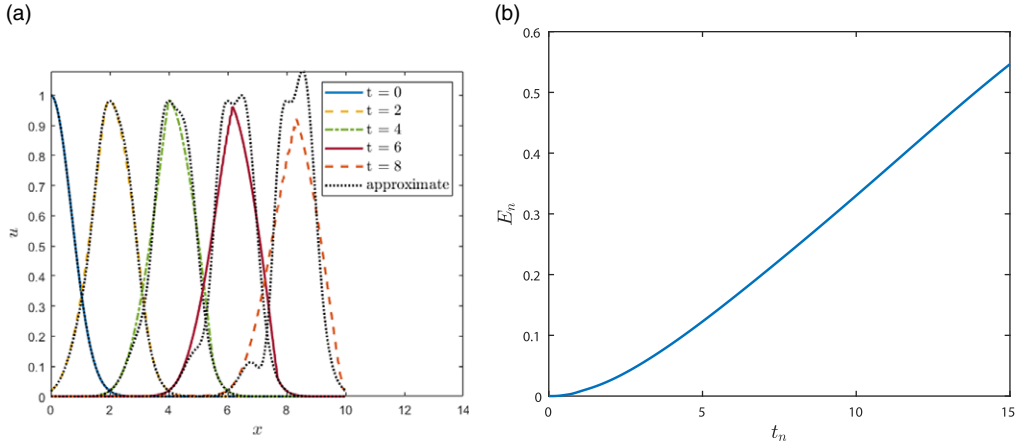 (a)
1
0.9
0.8
0.7
0.6
0.5
0.4
0.3
0.2
0.1
0
u
0 2 4 6 8 10 12 14
x
t = 0
t = 2
t = 4
t = 6
t = 8
approximate
(b)
0.6
0.5
0.4
0.3
0.2
0.1
0
E_n
0 5 10 15
t_n